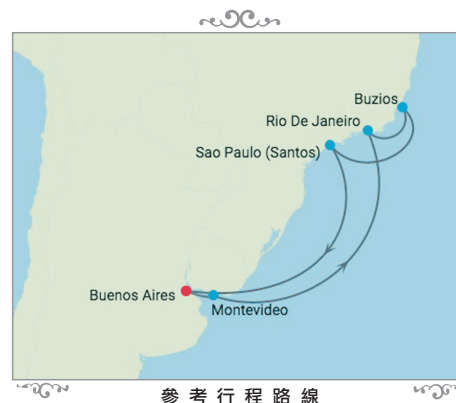 Buzios
Rio De Janeiro
Sao Paulo (Santos)
Buenos Aires
Montevideo
參考行程路線